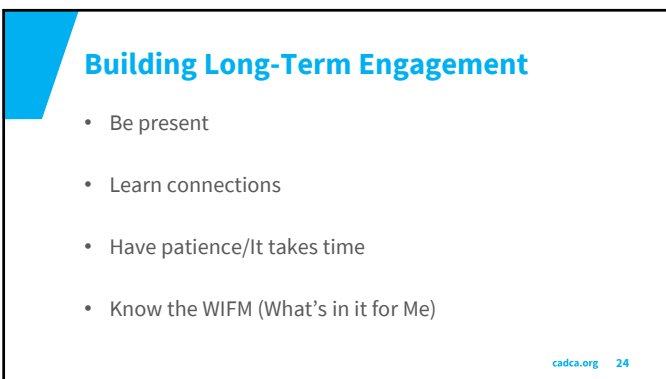 Building Long-Term Engagement
• Be present
• Learn connections
• Have patience/It takes time
• Know the WIFM (What's in it for Me)
cadca.org 24